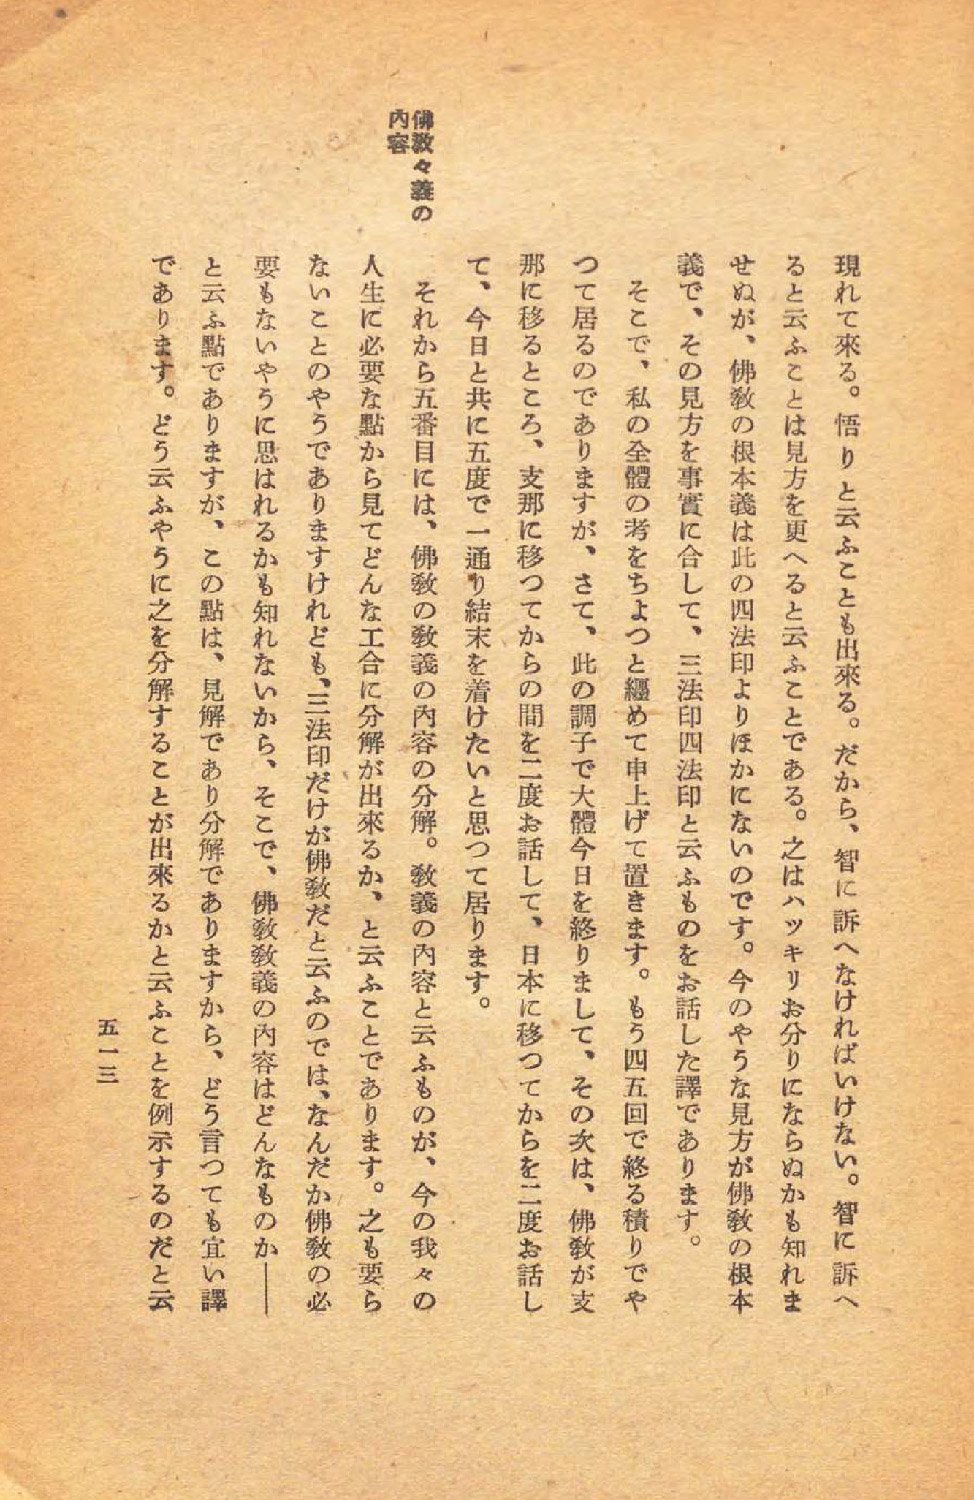 現れて來る。悟りと云ふことも出來る。だから、智に訴へなければいけない。智に訴へ
ると云ふことは見方を更へると云ふことである。之はハッキリお分りにならぬかも知れま
せぬが、佛敎の根本義は此の四法印よりほかにないのです。今のやうな見方が佛敎の根本
義で、その見方を事實に合して、三法印四法印と云ふものをお話した譯であります。
そこで、私の全體の考をちよつと纒めて申上げて置きます。もう四五回で終る積りでや
つて居るのでありますが、さて、此の調子で大體今日を終りまして、その次は、佛敎が支
那に移るところ、支那に移つてからの間を二度お話して、日本に移つてからを二度お話し
て、今日と共に五度で一通り結末を着けたいと思つて居ります。
佛敎々義の
內容
それから五番目には、佛敎の敎義の內容の分解。敎義の內容と云ふものが、今の我々の
人生に必要な點から見てどんな工合に分解が出來るか、と云ふことであります。之も要ら
ないことのやうでありますけれども、三法印だけが佛敎だと云ふのでは、なんだか佛敎の必
要もないやうに思はれるかも知れないから、そこで、佛敎敎義の內容はどんなものか――
と云ふ點でありますが、この點は、見解であり分解でありますから、どう言つても宜い譯
であります。どう云ふやうに之を分解することが出來るかと云ふことを例示するのだと云
五一三